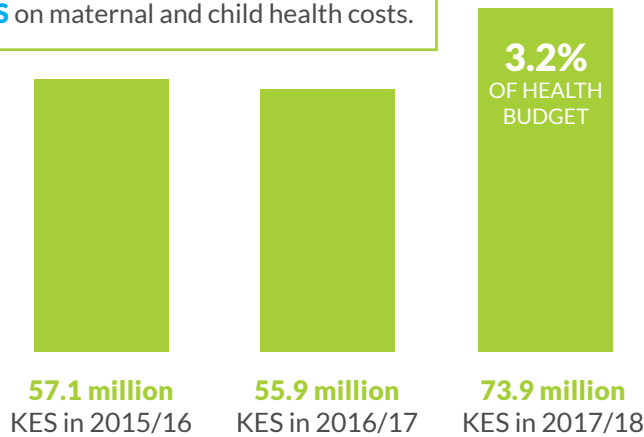 S on maternal and child health costs.
3.2%
OF HEALTH
BUDGET
57.1 million
KES in 2015/16
55.9 million
KES in 2016/17
73.9 million
KES in 2017/18